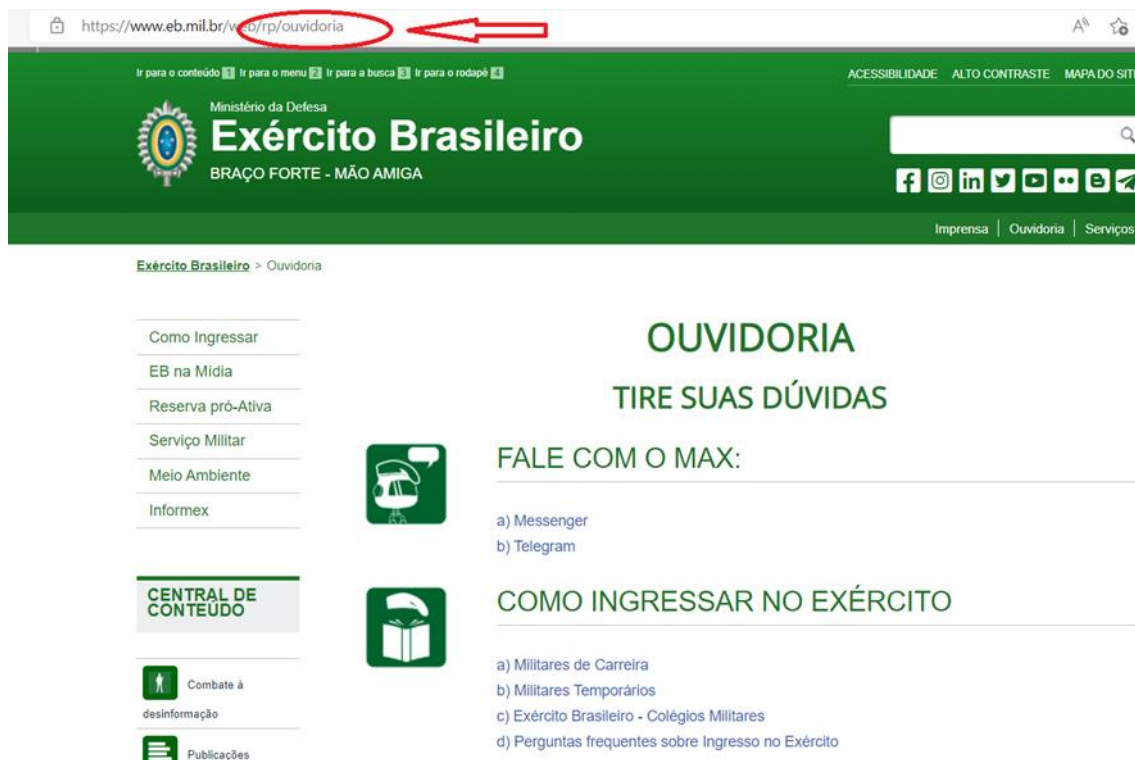 https://www.eb.mil.br/web/rp/ouvidoria
Ir para o conteúdo 1 Ir para o menu 2 Ir para a busca 3 Ir para o rodapé 4
ACESSIBILIDADE ALTO CONTRASTE MAPA DO SITE
Ministério da Defesa
Exército Brasileiro
BRAÇO FORTE - MÃO AMIGA
Imprensa | Ouvidoria | Serviços
Exército Brasileiro > Ouvidoria
Como Ingressar
EB na Mídia
Reserva pró-Ativa
Serviço Militar
Meio Ambiente
Informex
CENTRAL DE
CONTEÚDO
Combate à
desinformação
Publicações
OUVIDORIA
TIRE SUAS DÚVIDAS
FALE COM O MAX:
a) Messenger
b) Telegram
COMO INGRESSAR NO EXÉRCITO
a) Militares de Carreira
b) Militares Temporários
c) Exército Brasileiro - Colégios Militares
d) Perguntas frequentes sobre Ingresso no Exército